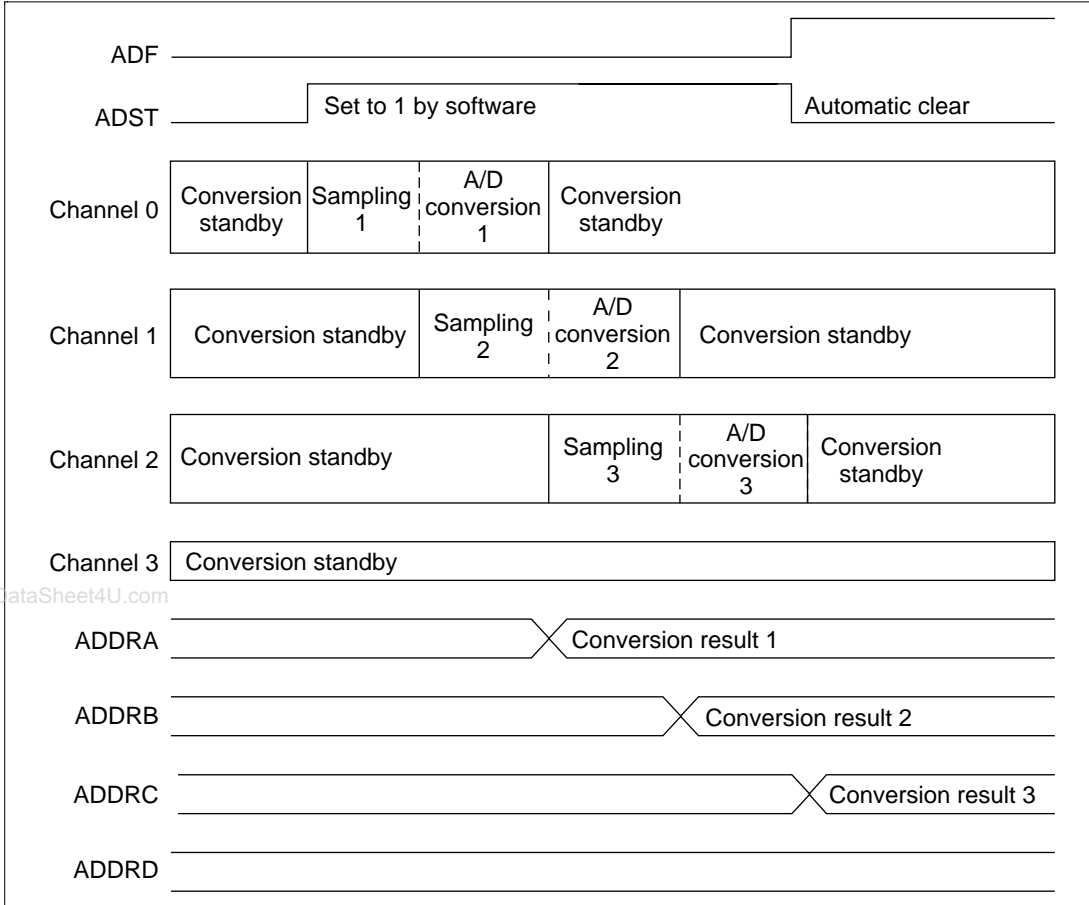 ADF
ADST
Set to 1 by software
Automatic clear
Channel 0
Conversion
standby
Sampling
1
A/D
conversion
1
Conversion
standby
Channel 1
Conversion standby
Sampling
2
A/D
conversion
2
Conversion standby
Channel 2
Conversion standby
Sampling
3
A/D
conversion
3
Conversion
standby
Channel 3
Conversion standby
DataSheet4U.com
ADDRA
Conversion result 1
ADDRB
Conversion result 2
ADDRC
Conversion result 3
ADDRD